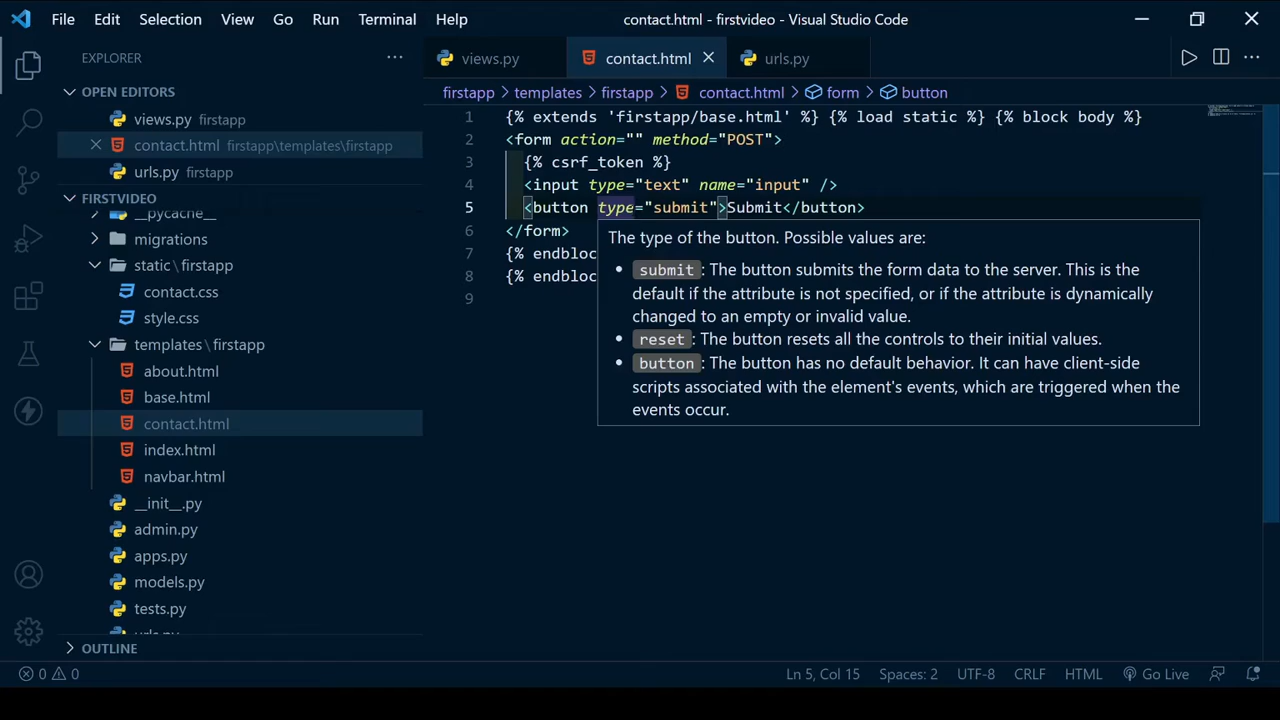 File Edit Selection View Go Run Terminal Help contact.html - firstvideo - Visual Studio Code
EXPLORER
OPEN EDITORS
views.py firstapp
contact.html firstapp\templates\firstapp
urls.py firstapp
FIRSTVIDEO
__pycache__
migrations
static\firstapp
contact.css
style.css
templates\firstapp
about.html
base.html
contact.html
index.html
navbar.html
__init__.py
admin.py
apps.py
models.py
tests.py
urls.py
OUTLINE
views.py contact.html urls.py
firstapp templates firstapp contact.html form button
1 {% extends 'firstapp/base.html' %} {% load static %} {% block body %}
2 <form action="" method="POST">
3 {% csrf_token %}
4 <input type="text" name="input" />
5 <button type="submit">Submit</button>
6 </form>
7 {% endbloc
8 {% endbloc
9
The type of the button. Possible values are:
• submit: The button submits the form data to the server. This is the
default if the attribute is not specified, or if the attribute is dynamically
changed to an empty or invalid value.
• reset: The button resets all the controls to their initial values.
• button: The button has no default behavior. It can have client-side
scripts associated with the element's events, which are triggered when the
events occur.
0 0 Ln 5, Col 15 Spaces: 2 UTF-8 CRLF HTML Go Live